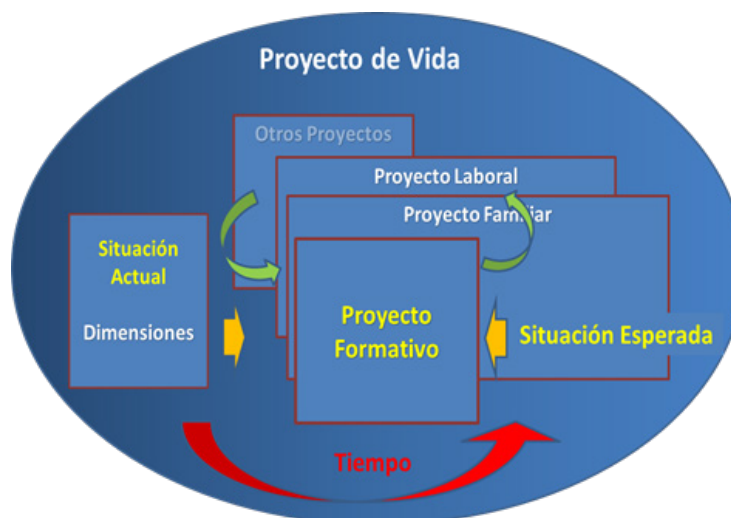 Proyecto de Vida
Otros Proyectos
Proyecto Laboral
Proyecto Familiar
Situación
Actual
Dimensiones
Proyecto
Formativo
Situación Esperada
Tiempo